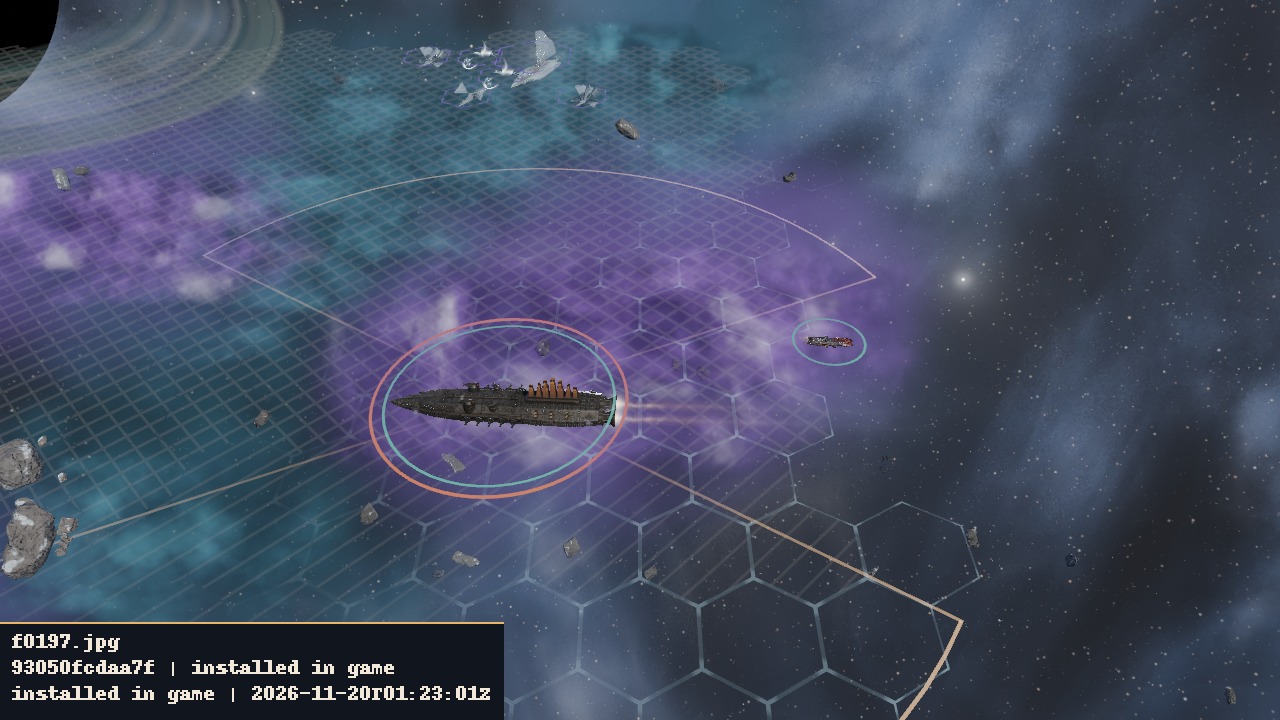 f0197.jpg
93050fcdaa7f | installed in game
installed in game | 2026-11-20T01:23:01Z